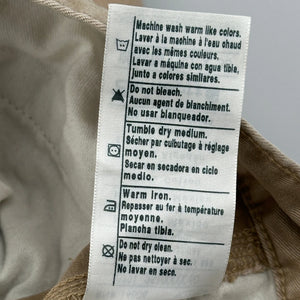 Machine wash warm like colors.
Lavar à la machine à l'eau chaud
avec les mêmes couleurs.
Lavar a maquina con agua tibia,
junto a colores similares.
Do not bleach.
Aucun agent de blanchiment.
No usar blanqueador.
Tumble dry medium.
Sécher par culbutage à réglage
moyen.
Secar en secadora en ciclo
medio.
Warm iron.
Repasser au fer à température
moyenne.
Plancha tibia.
Do not dry clean.
Ne pas nettoyer à sec.
No lavar en seco.